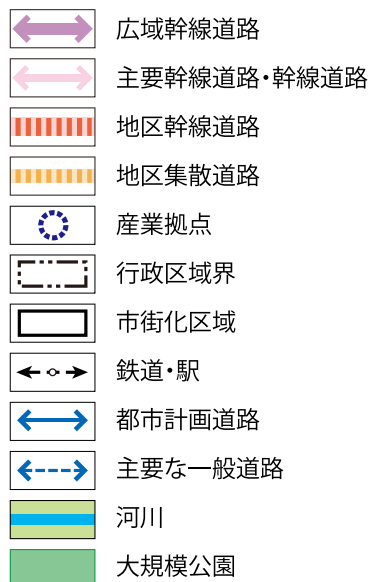 広域幹線道路
主要幹線道路・幹線道路
地区幹線道路
地区集散道路
産業拠点
行政区域界
市街化区域
鉄道・駅
都市計画道路
主要な一般道路
河川
大規模公園